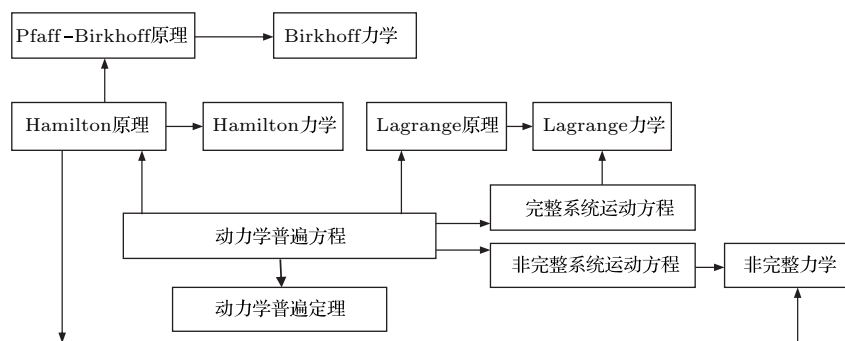 Pfaff-Birkhoff原理
Birkhoff力学
Hamilton原理
Hamilton力学
Lagrange原理
Lagrange力学
完整系统运动方程
动力学普遍方程
非完整系统运动方程
非完整力学
动力学普遍定理